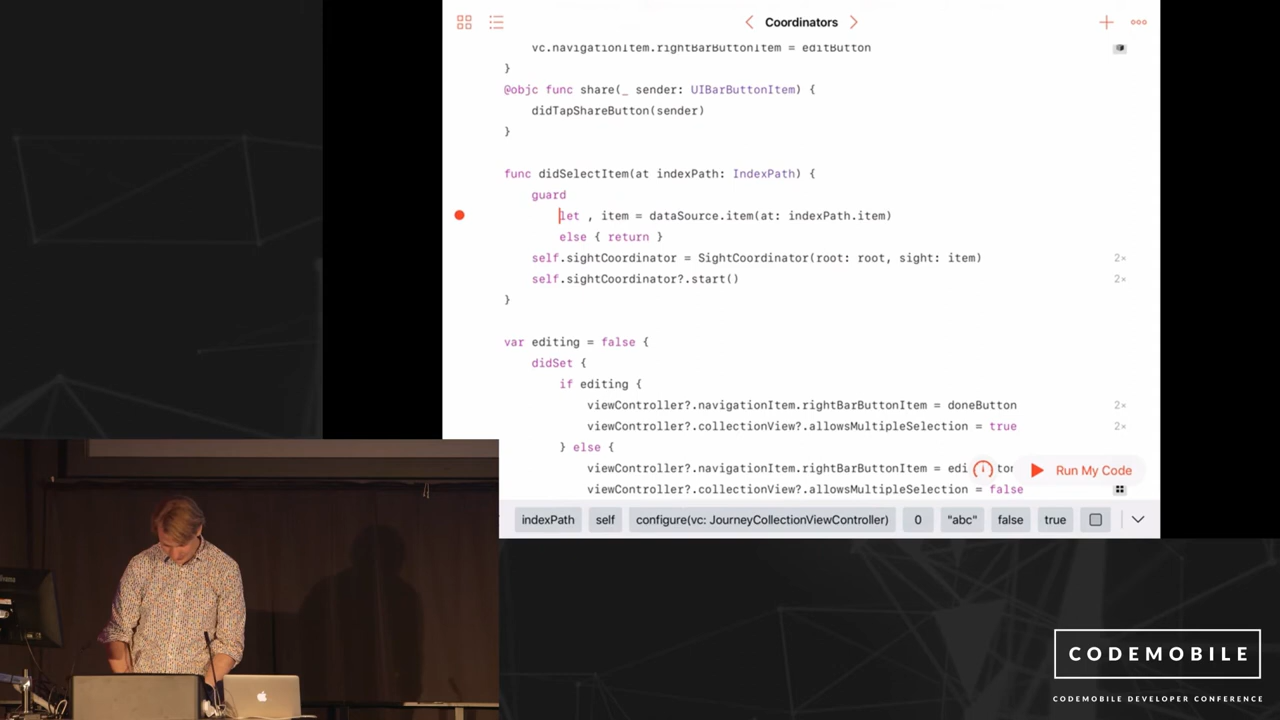 Coordinators
vc.navigationItem.rightBarButtonItem = editButton
}
@objc func share(_ sender: UIBarButtonItem) {
didTapShareButton(sender)
}
func didSelectItem(at indexPath: IndexPath) {
guard
let , item = dataSource.item(at: indexPath.item)
else { return }
self.sightCoordinator = SightCoordinator(root: root, sight: item) 2×
self.sightCoordinator?.start() 2×
}
var editing = false {
didSet {
if editing {
viewController?.navigationItem.rightBarButtonItem = doneButton 2×
viewController?.collectionView?.allowsMultipleSelection = true 2×
} else {
viewController?.navigationItem.rightBarButtonItem =
Run My Code
viewController?.collectionView?.allowsMultipleSelection = false
indexPath self configure(vc: JourneyCollectionViewController) 0 "abc" false true
CODEMOBILE
CODEMOBILE DEVELOPER CONFERENCE